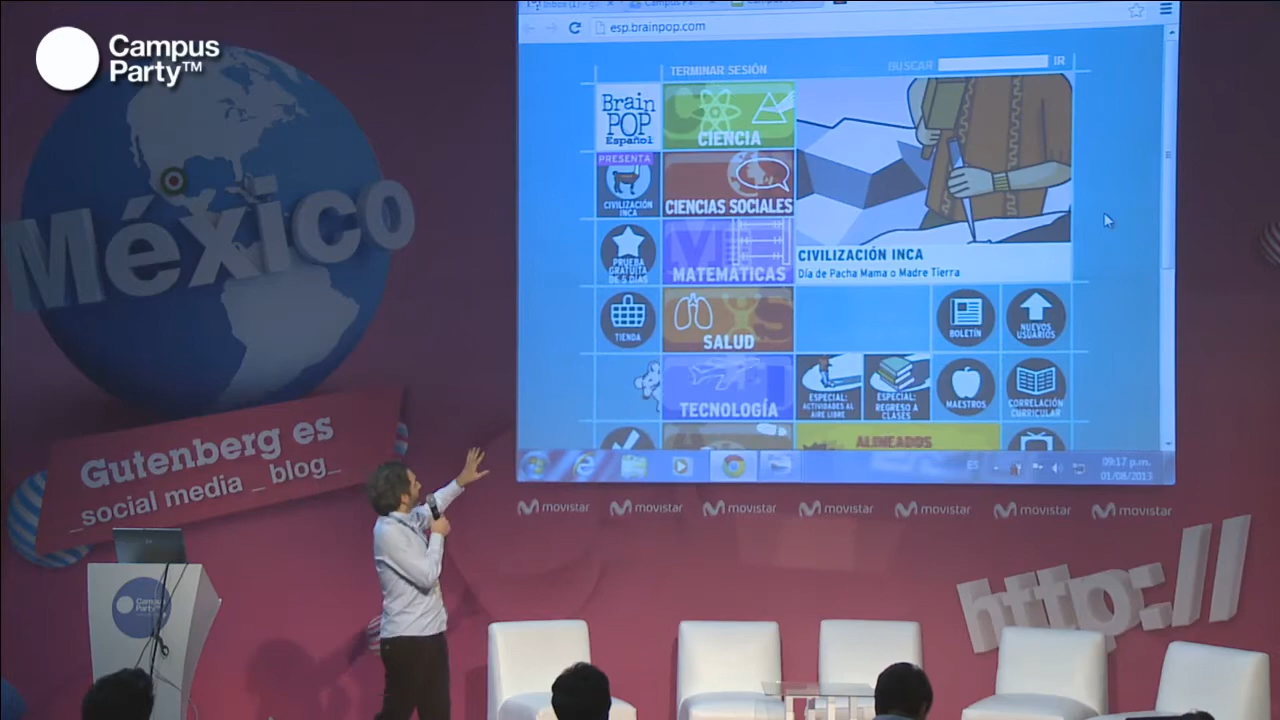 Campus
Party™
México
Gutenberg es
_social media _ blog_
Campus
Party
esp.brainpop.com
TERMINAR SESIÓN
BUSCAR
IR
Brain
POP
Español
CIENCIA
PRESENTA
CIVILIZACIÓN
INCA
CIENCIAS SOCIALES
PRUEBA
GRATUITA
DE 5 DÍAS
MATEMÁTICAS
CIVILIZACIÓN INCA
Día de Pacha Mama o Madre Tierra
TIENDA
SALUD
BOLETÍN
NUEVOS
USUARIOS
TECNOLOGÍA
ESPECIAL:
ACTIVIDADES AL
AIRE LIBRE
ESPECIAL:
REGRESO A
CLASES
MAESTROS
CORRELACIÓN
CURRICULAR
ALINEADOS
ES
09:17 p.m.
01/08/2013
movistar movistar movistar movistar movistar movistar movistar
http://